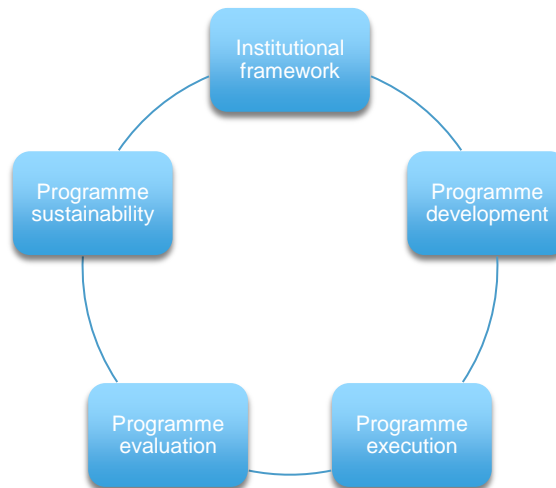 Institutional
framework
Programme
development
Programme
execution
Programme
evaluation
Programme
sustainability